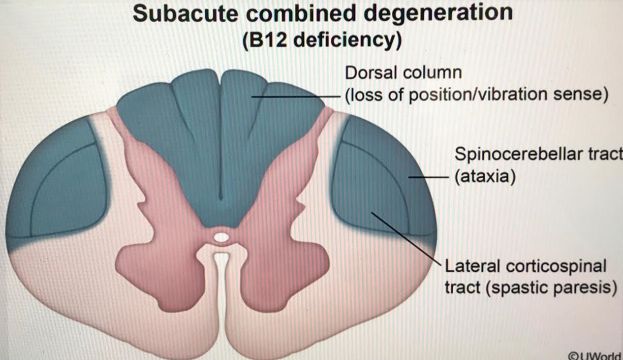 Subacute combined degeneration
(B12 deficiency)
Dorsal column
(loss of position/vibration sense)
Spinocerebellar tract
(ataxia)
Lateral corticospinal
tract (spastic paresis)
©UWorld